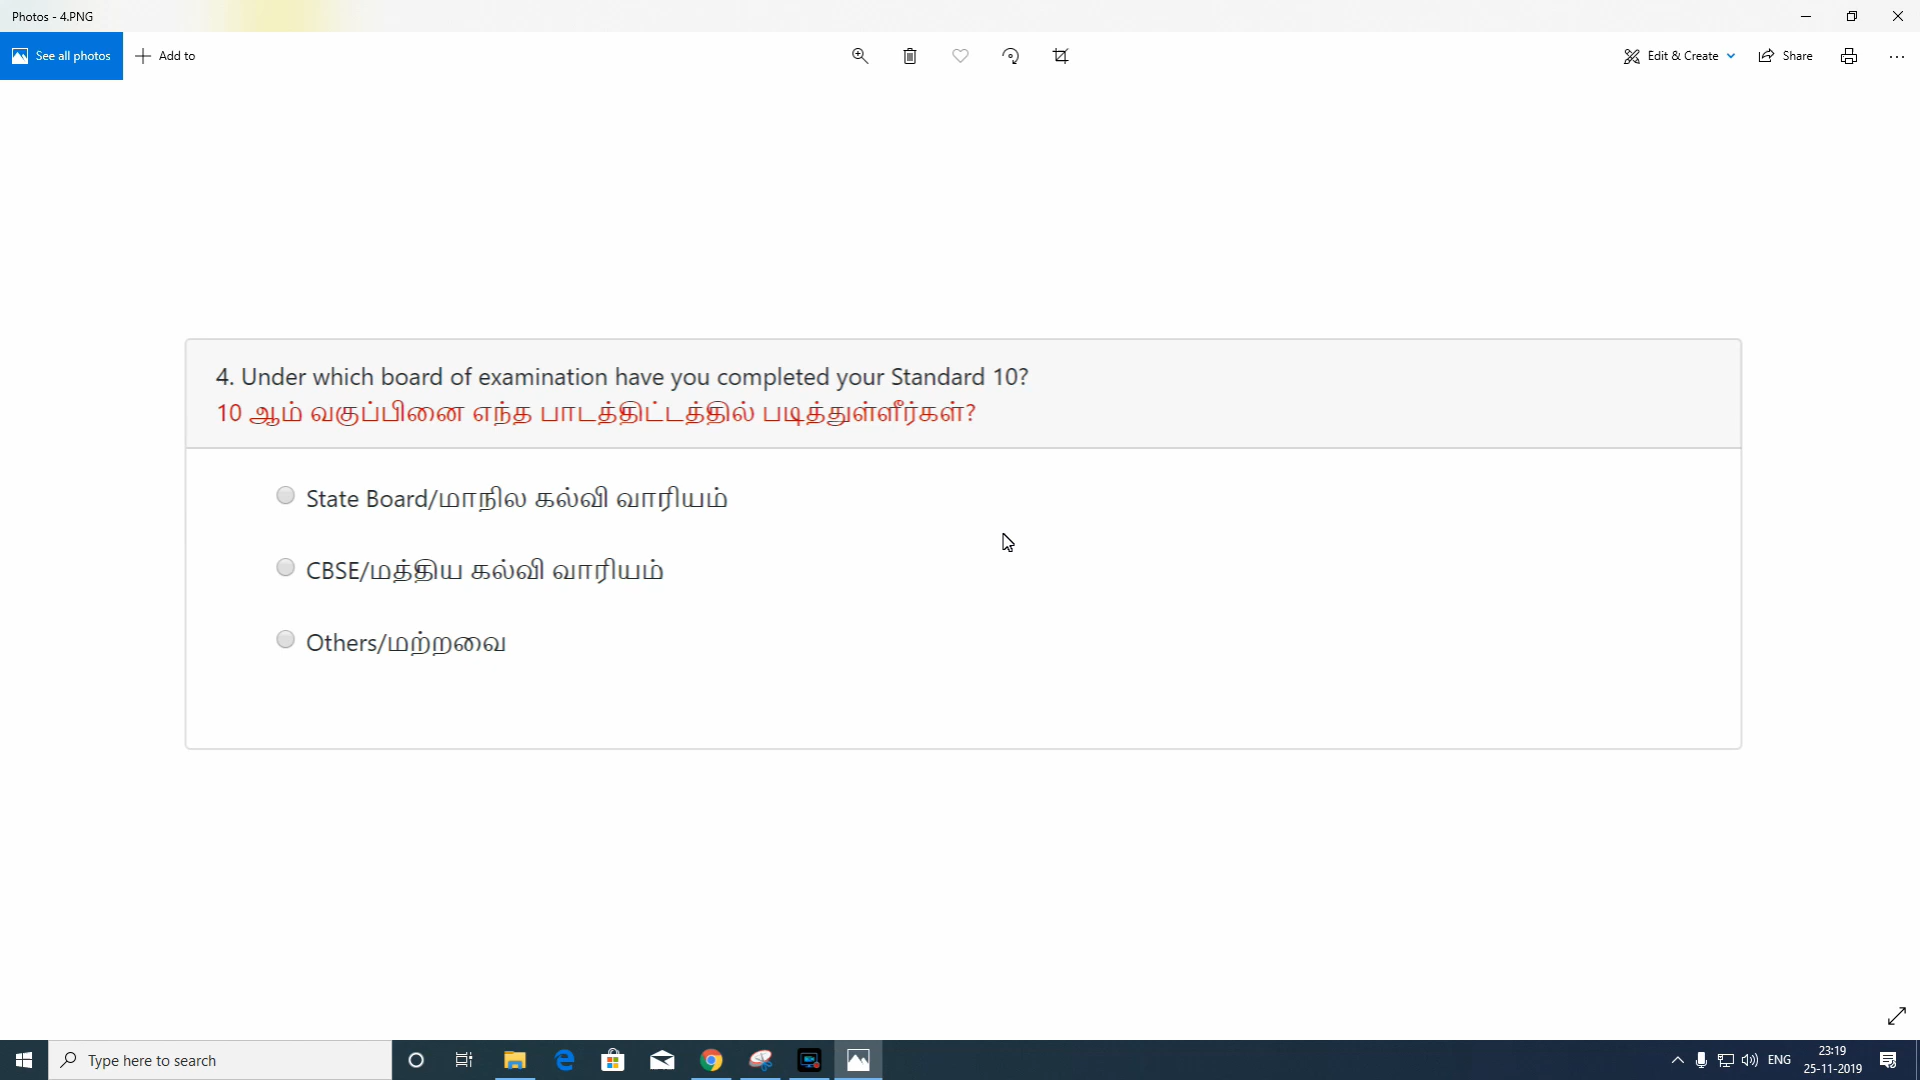 Photos - 4.PNG
See all photos
Add to
Edit & Create
Share
4. Under which board of examination have you completed your Standard 10?
10 ஆம் வகுப்பினை எந்த பாடத்திட்டத்தில் படித்துள்ளீர்கள்?
State Board/மாநில கல்வி வாரியம்
CBSE/மத்திய கல்வி வாரியம்
Others/மற்றவை
Type here to search
ENG
23:19
25-11-2019